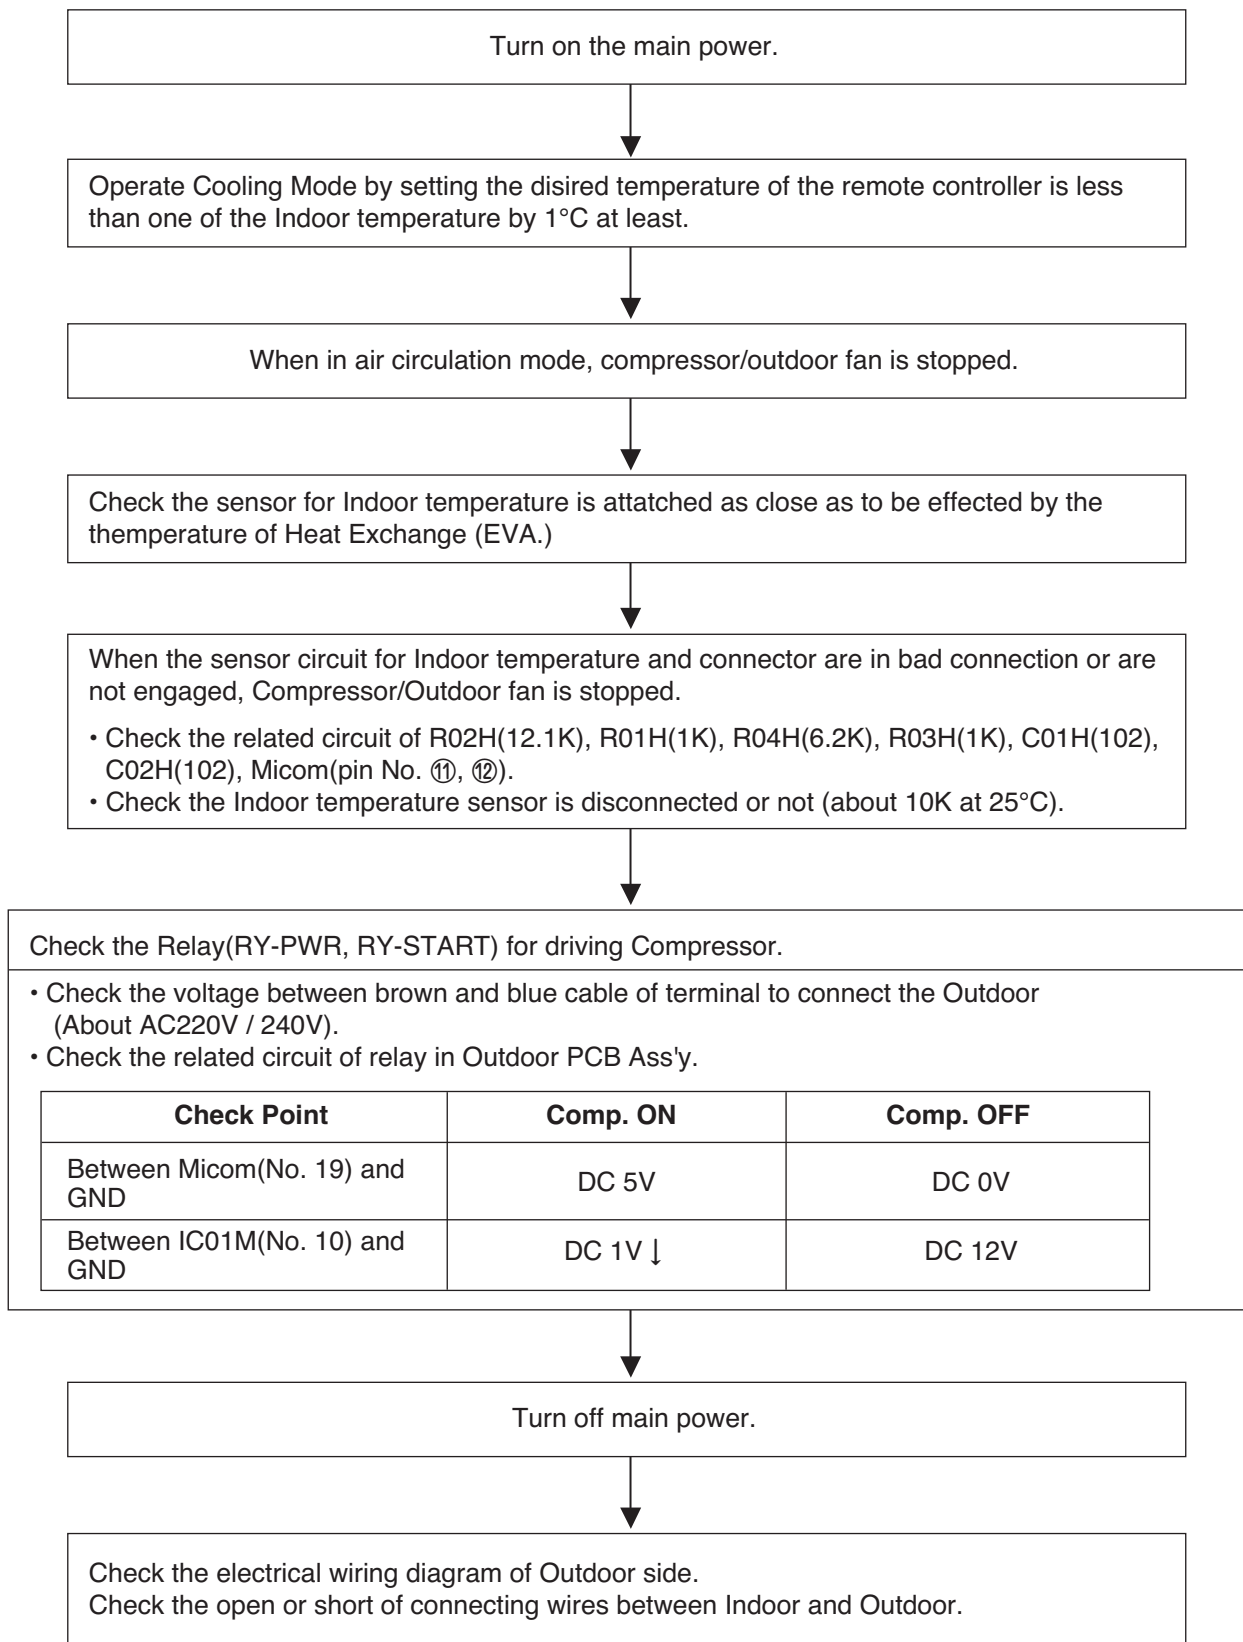 Turn on the main power.
Operate Cooling Mode by setting the disired temperature of the remote controller is less
than one of the Indoor temperature by 1°C at least.
When in air circulation mode, compressor/outdoor fan is stopped.
Check the sensor for Indoor temperature is attatched as close as to be effected by the
themperature of Heat Exchange (EVA.)
When the sensor circuit for Indoor temperature and connector are in bad connection or are
not engaged, Compressor/Outdoor fan is stopped.
• Check the related circuit of R02H(12.1K), R01H(1K), R04H(6.2K), R03H(1K), C01H(102),
C02H(102), Micom(pin No. ⑪, ⑫).
• Check the Indoor temperature sensor is disconnected or not (about 10K at 25°C).
Check the Relay(RY-PWR, RY-START) for driving Compressor.
• Check the voltage between brown and blue cable of terminal to connect the Outdoor
(About AC220V / 240V).
• Check the related circuit of relay in Outdoor PCB Ass'y.
Check Point Comp. ON Comp. OFF
Between Micom(No. 19) and
GND DC 5V DC 0V
Between IC01M(No. 10) and
GND DC 1V ↓ DC 12V
Turn off main power.
Check the electrical wiring diagram of Outdoor side.
Check the open or short of connecting wires between Indoor and Outdoor.